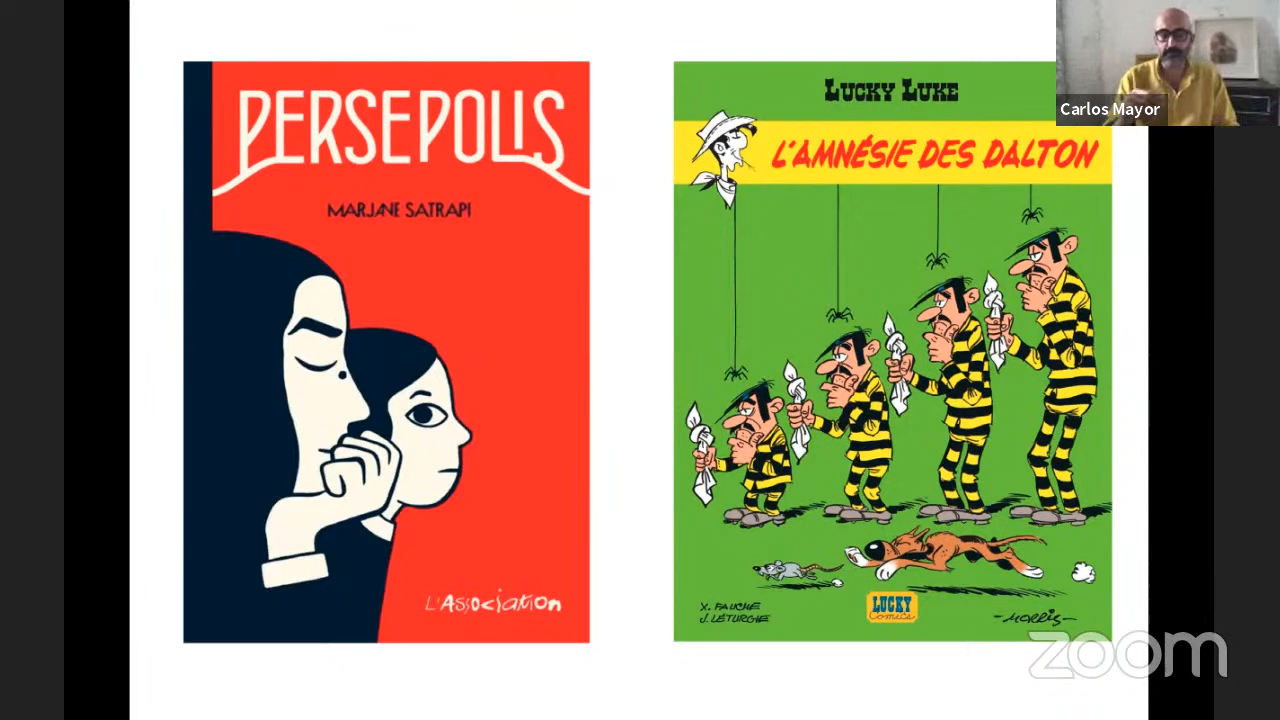 PERSEPOLIS
MARJANE SATRAPI
L'ASSOCIATION
LUCKY LUKE
L'AMNÉSIE DES DALTON
X. FAUCHE
J. LÉTURGIE
LUCKY
Comics
-MORRIS-
Carlos Mayor
zoom